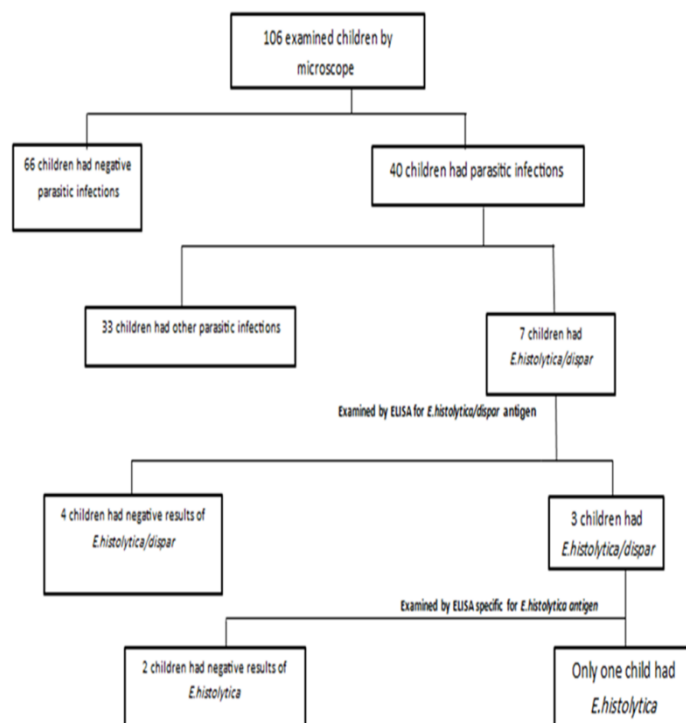 106 examined children by
microscope
66 children had negative
parasitic infections
40 children had parasitic infections
33 children had other parasitic infections
7 children had
E.histolytica/dispar
Examined by ELISA for E.histolytica/dispar antigen
4 children had negative results of
E.histolytica/dispar
3 children had
E.histolytica/dispar
Examined by ELISA specific for E.histolytica antigen
2 children had negative results of
E.histolytica
Only one child had
E.histolytica